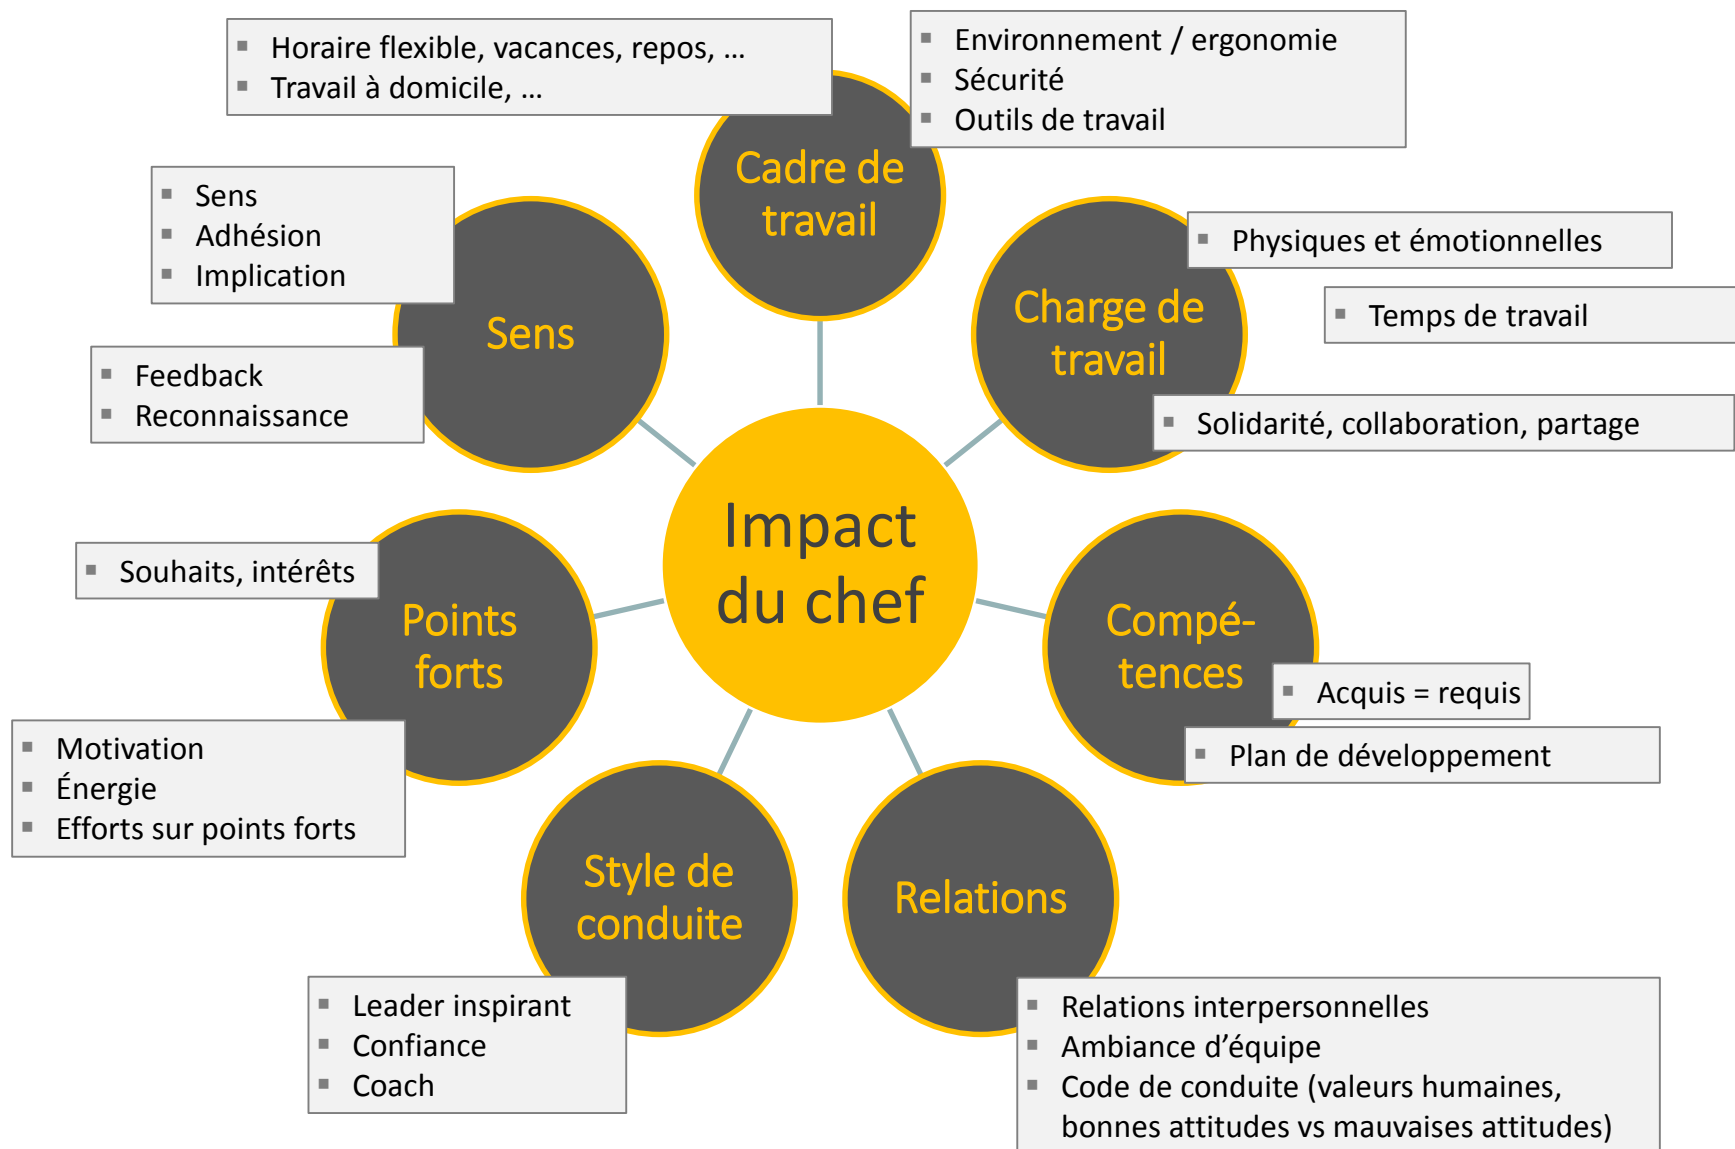 Horaire flexible, vacances, repos, …
Travail à domicile, …
Environnement / ergonomie
Sécurité
Outils de travail
Cadre de
travail
Sens
Adhésion
Implication
Sens
Feedback
Reconnaissance
Physiques et émotionnelles
Temps de travail
Charge de
travail
Solidarité, collaboration, partage
Impact
du chef
Souhaits, intérêts
Points
forts
Motivation
Énergie
Efforts sur points forts
Compé-
tences
Acquis = requis
Plan de développement
Style de
conduite
Leader inspirant
Confiance
Coach
Relations
Relations interpersonnelles
Ambiance d’équipe
Code de conduite (valeurs humaines,
bonnes attitudes vs mauvaises attitudes)